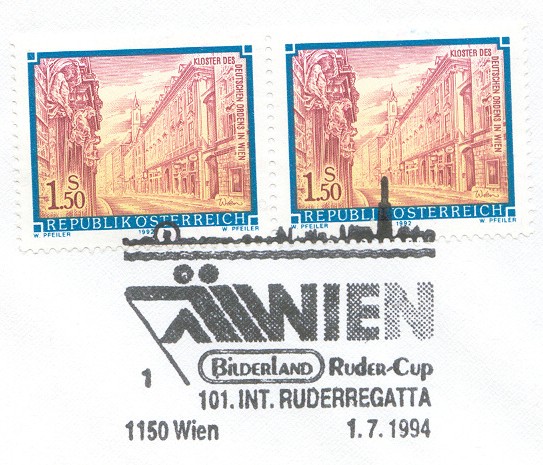 KLOSTER DES
DEUTSCHEN ORDENS IN WIEN
S
1.50
REPUBLIK ÖSTERREICH
W. PFEILER 1992 W. PFEILER
KLOSTER DES
DEUTSCHEN ORDENS IN WIEN
S
1.50
REPUBLIK ÖSTERREICH
W. PFEILER 1992 W. PFEILER
WIEN
BILDERLAND RUDER-CUP
1
101. INT. RUDERREGATTA
1150 Wien 1.7.1994